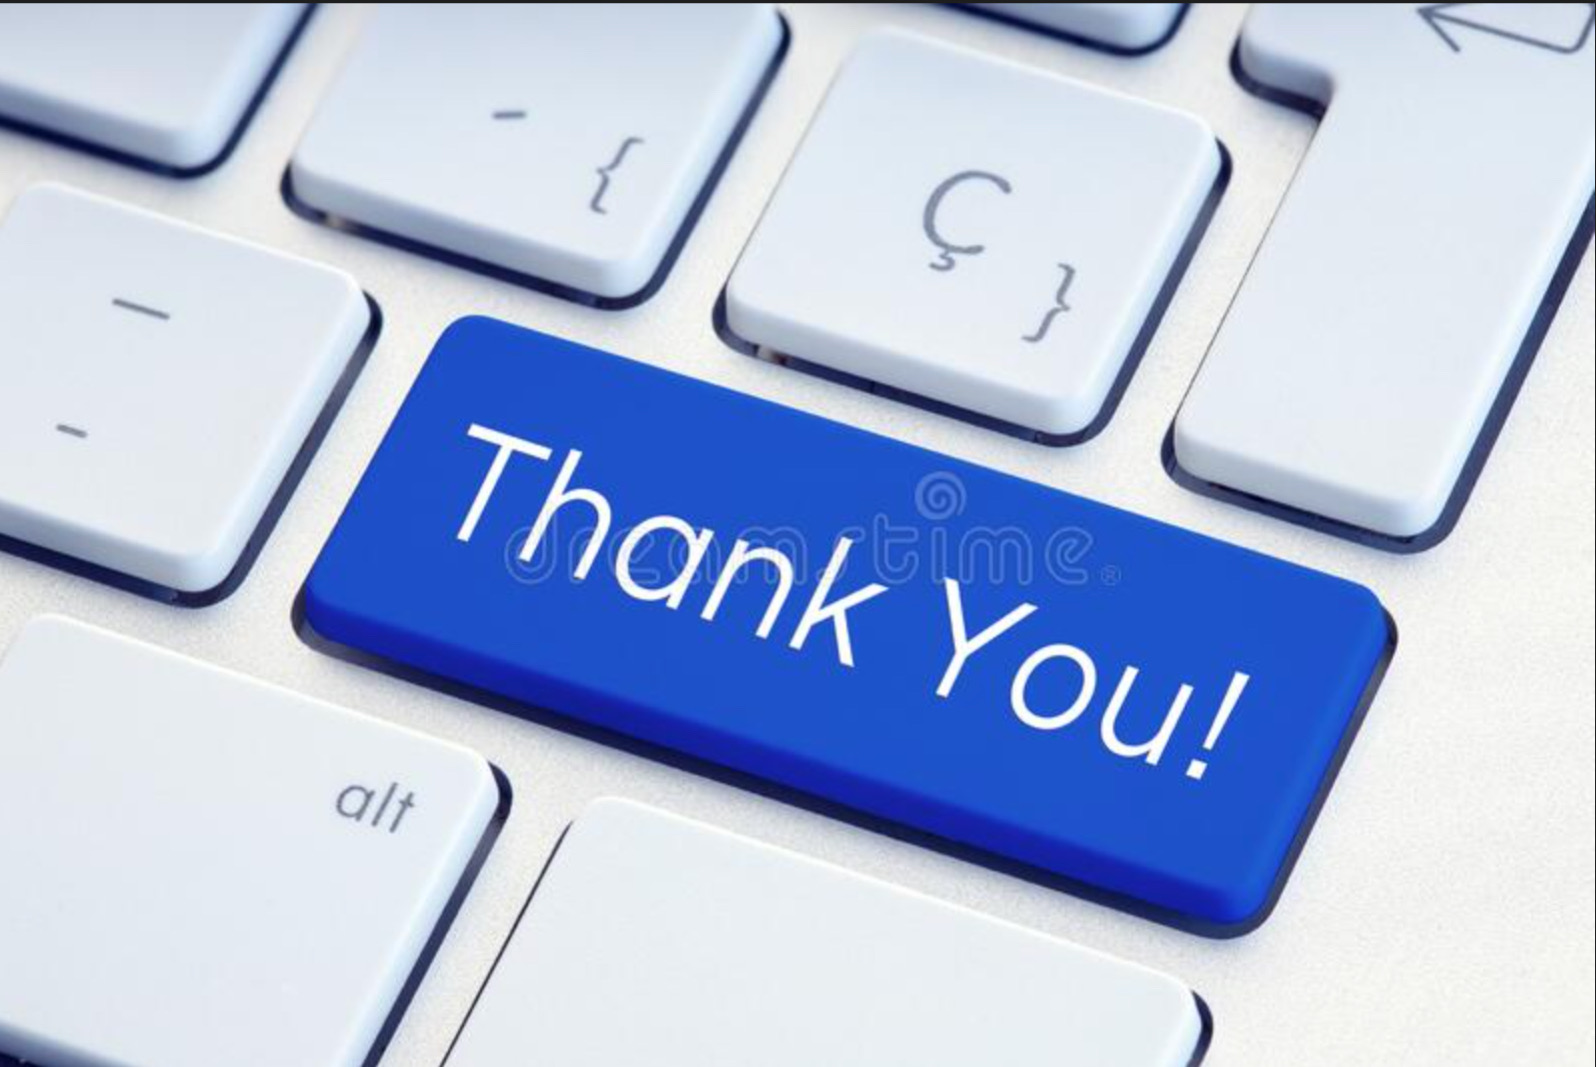 ´ {
Ç }
—
-
Thank You!
dreamstime®
alt